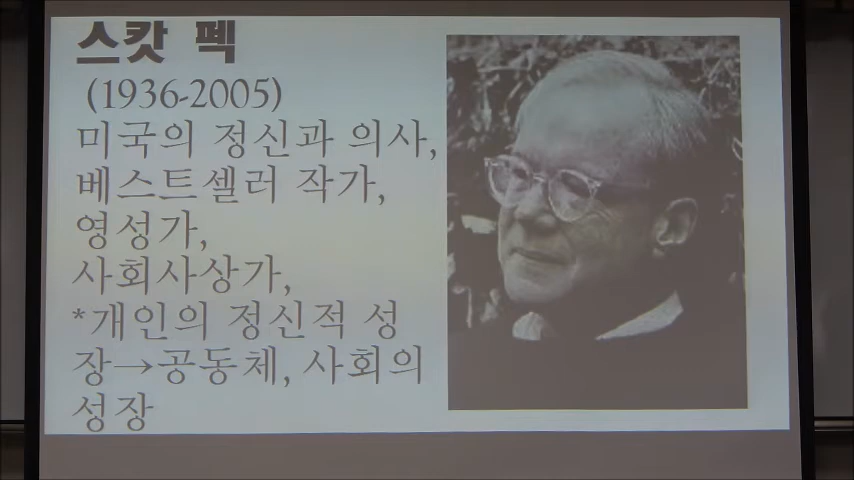 스캇 펙
(1936-2005)
미국의 정신과 의사,
베스트셀러 작가,
영성가,
사회사상가,
*개인의 정신적 성
장→공동체, 사회의
성장